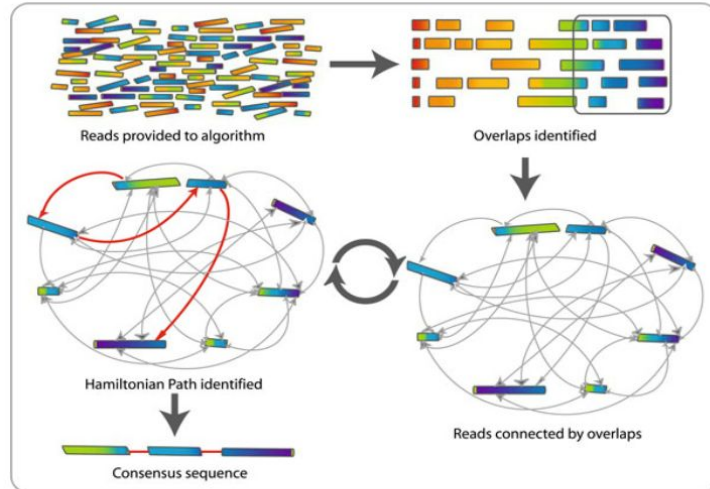 Reads provided to algorithm
Overlaps identified
Hamiltonian Path identified
Reads connected by overlaps
Consensus sequence